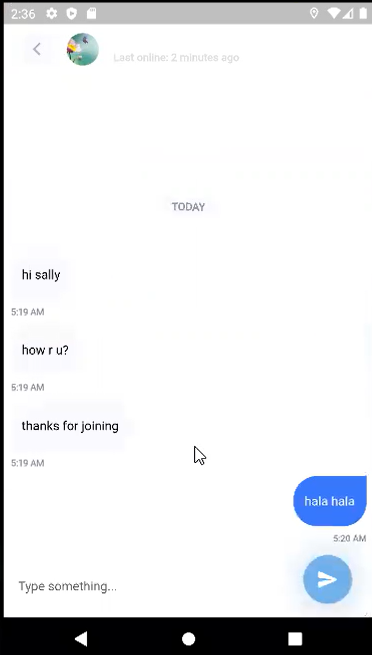 2:36
Last online: 2 minutes ago
TODAY
hi sally
5:19 AM
how r u?
5:19 AM
thanks for joining
5:19 AM
hala hala
5:20 AM
Type something...